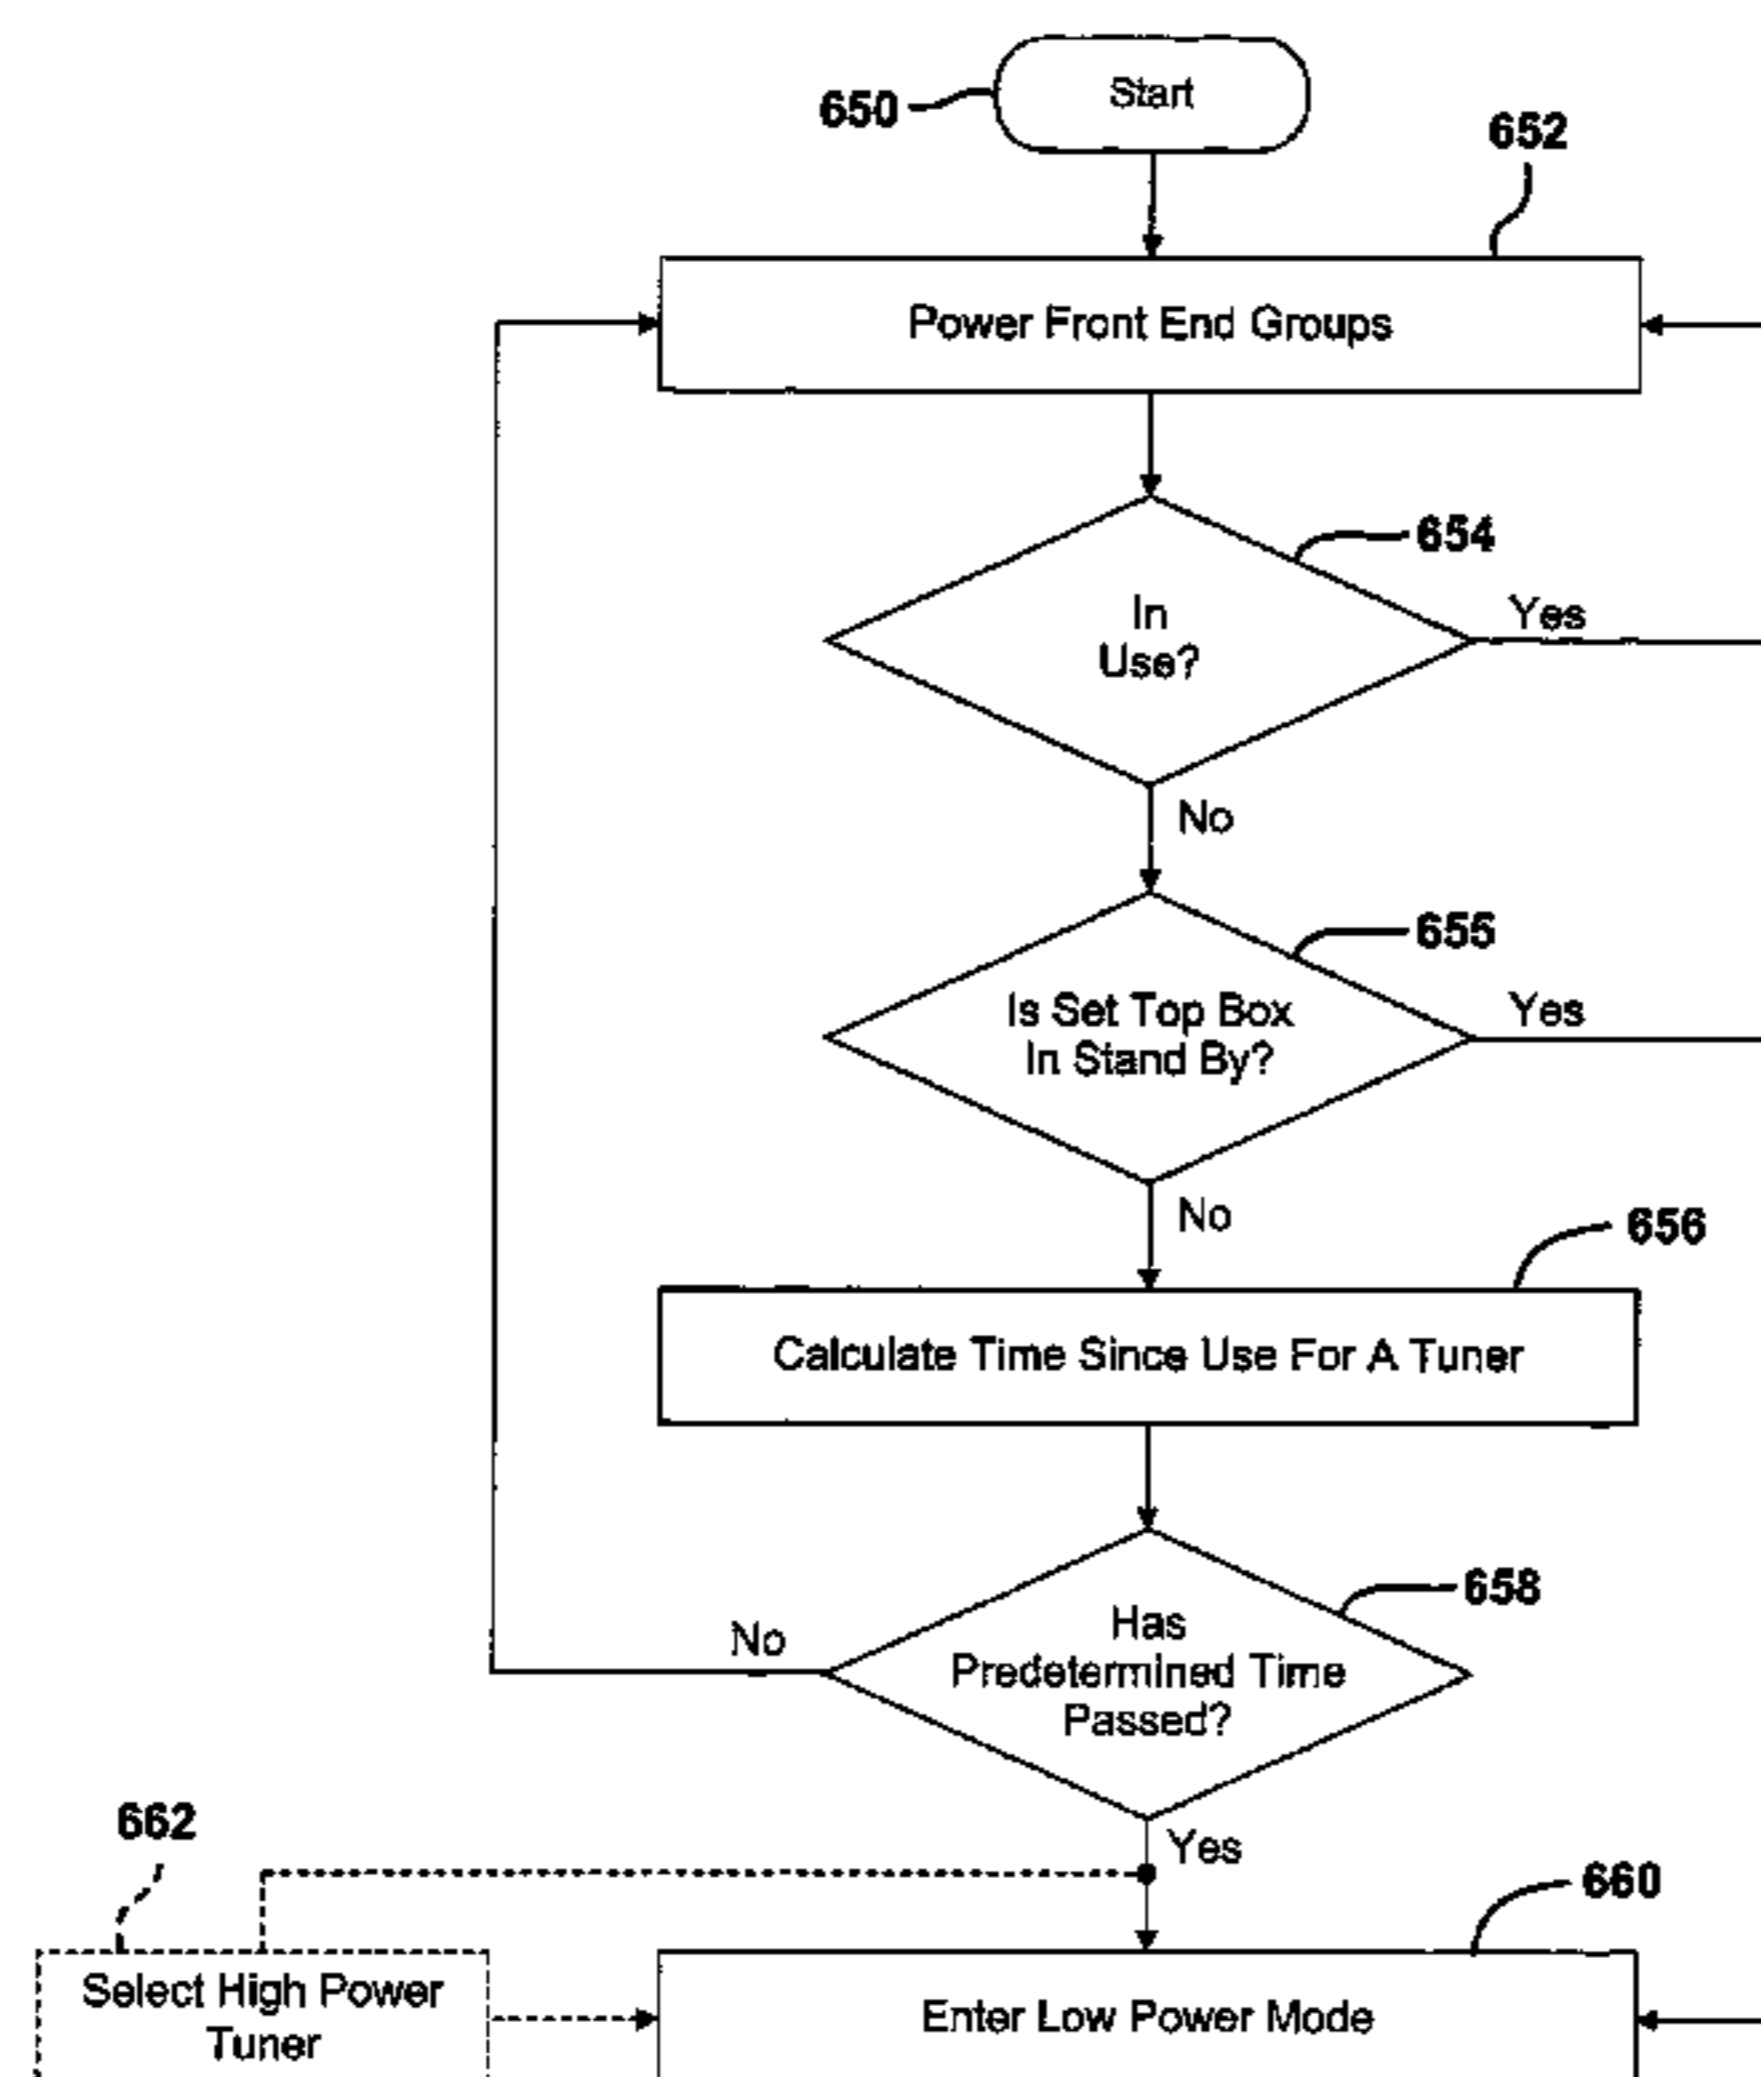 650
Start
652
Power Front End Groups
654
In
Use?
Yes
No
655
Is Set Top Box
In Stand By?
Yes
No
656
Calculate Time Since Use For A Tuner
658
Has
Predetermined Time
Passed?
No
Yes
662
660
Select High Power
Tuner
Enter Low Power Mode